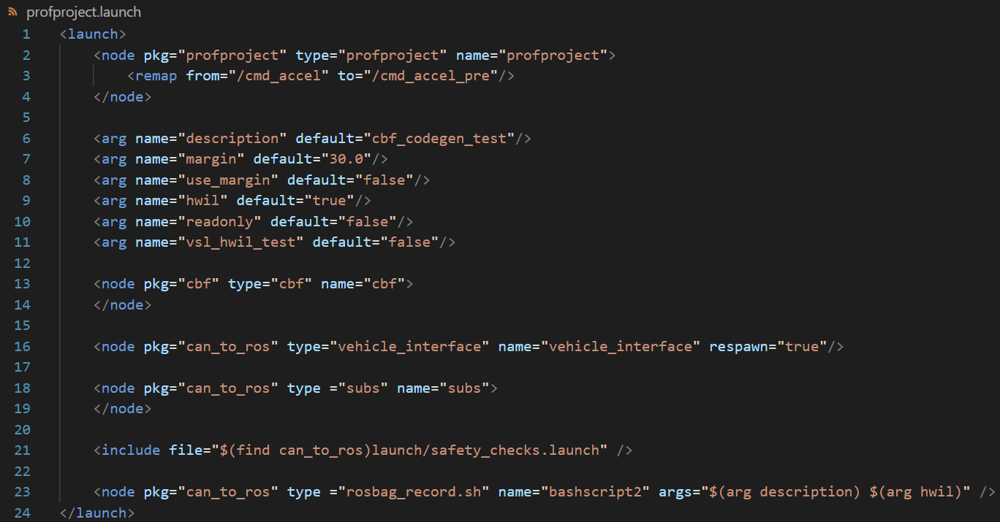 profproject.launch
1 <launch>
2 <node pkg="profproject" type="profproject" name="profproject">
3 <remap from="/cmd_accel" to="/cmd_accel_pre"/>
4 </node>
5
6 <arg name="description" default="cbf_codegen_test"/>
7 <arg name="margin" default="30.0"/>
8 <arg name="use_margin" default="false"/>
9 <arg name="hwil" default="true"/>
10 <arg name="readonly" default="false"/>
11 <arg name="vsl_hwil_test" default="false"/>
12
13 <node pkg="cbf" type="cbf" name="cbf">
14 </node>
15
16 <node pkg="can_to_ros" type="vehicle_interface" name="vehicle_interface" respawn="true"/>
17
18 <node pkg="can_to_ros" type ="subs" name="subs">
19 </node>
20
21 <include file="$(find can_to_ros)launch/safety_checks.launch" />
22
23 <node pkg="can_to_ros" type ="rosbag_record.sh" name="bashscript2" args="$(arg description) $(arg hwil)" />
24 </launch>